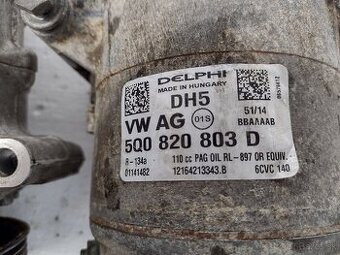 DELPHI
MADE IN HUNGARY
DH5
51/14
BBAAAAB
VW AG 01S
5Q0 820 803 D
R-134a 110 cc PAG OIL RL-897 OR EQUIV.
01141482 12164213343.B 6CVC 140